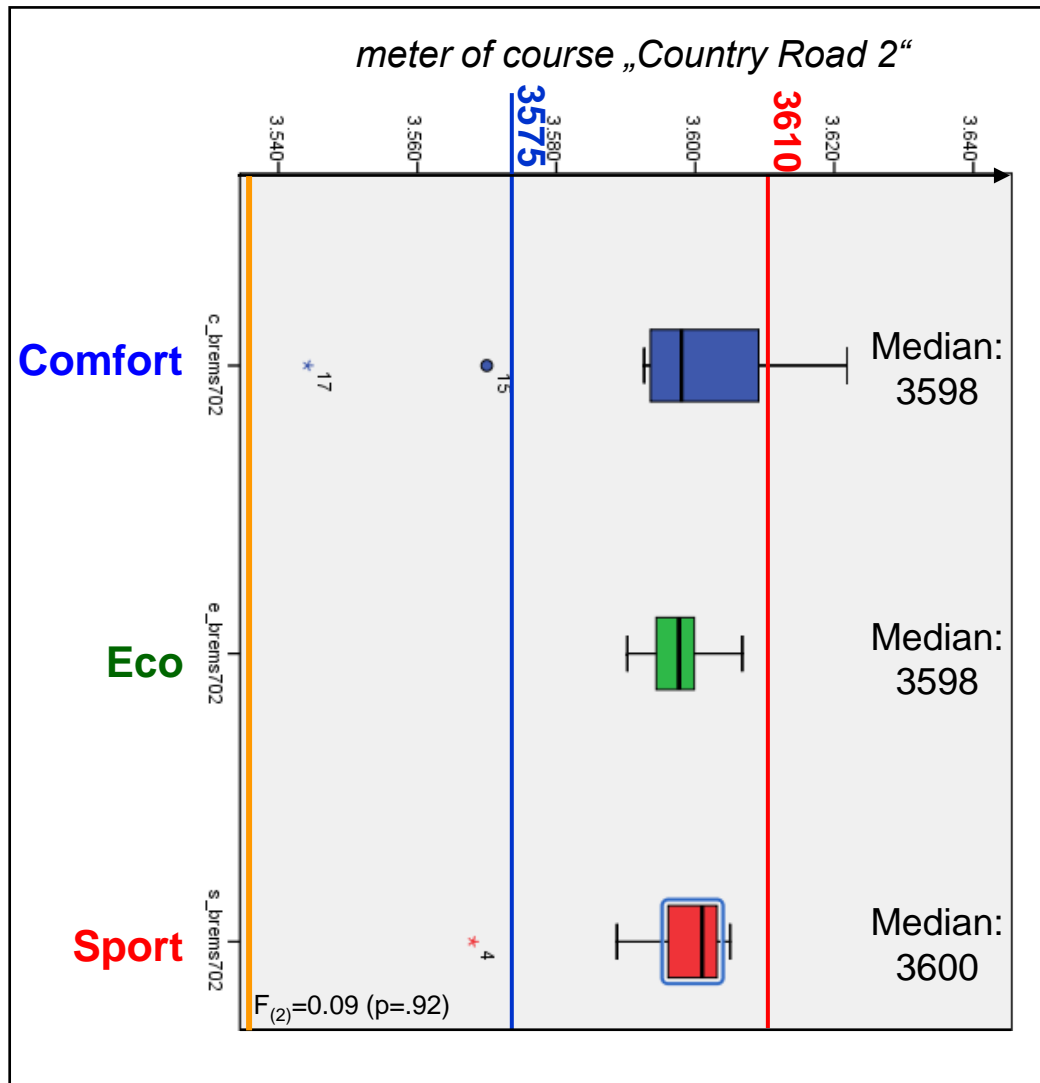 meter of course „Country Road 2“
3.540
3.560
3575
3.580
3.600
3610
3.620
3.640
Comfort
c_brems702
17
15
Median:
3598
Eco
e_brems702
Median:
3598
Sport
s_brems702
4
Median:
3600
F(2)=0.09 (p=.92)